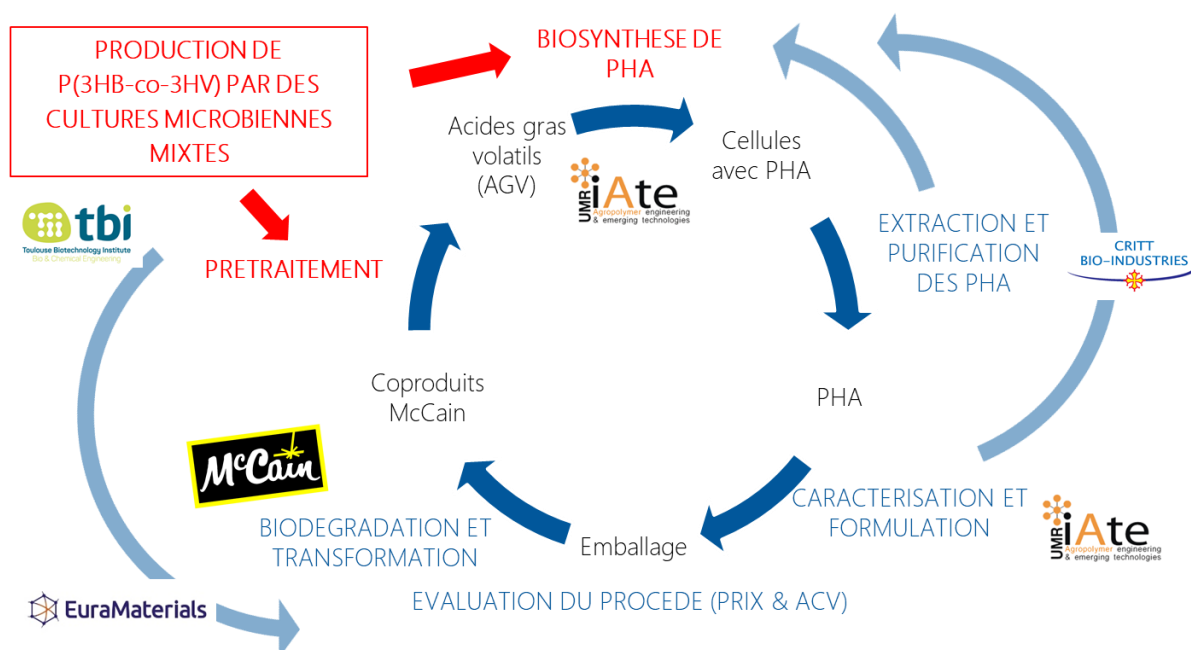 PRODUCTION DE
P(3HB-co-3HV) PAR DES
CULTURES MICROBIENNES
MIXTES
BIOSYNTHESE DE
PHA
Acides gras
volatils
(AGV)
Cellules
avec PHA
UMR iAte
Agropolymer engineering
& emerging technologies
tbi
Toulouse Biotechnology Institute
Bio & Chemical Engineering
PRETRAITEMENT
EXTRACTION ET
PURIFICATION
DES PHA
CRITT
BIO-INDUSTRIES
Coproduits
McCain
PHA
McCain
BIODEGRADATION ET
TRANSFORMATION
Emballage
CARACTERISATION ET
FORMULATION
UMR iAte
Agropolymer engineering
& emerging technologies
EuraMaterials
EVALUATION DU PROCEDE (PRIX & ACV)